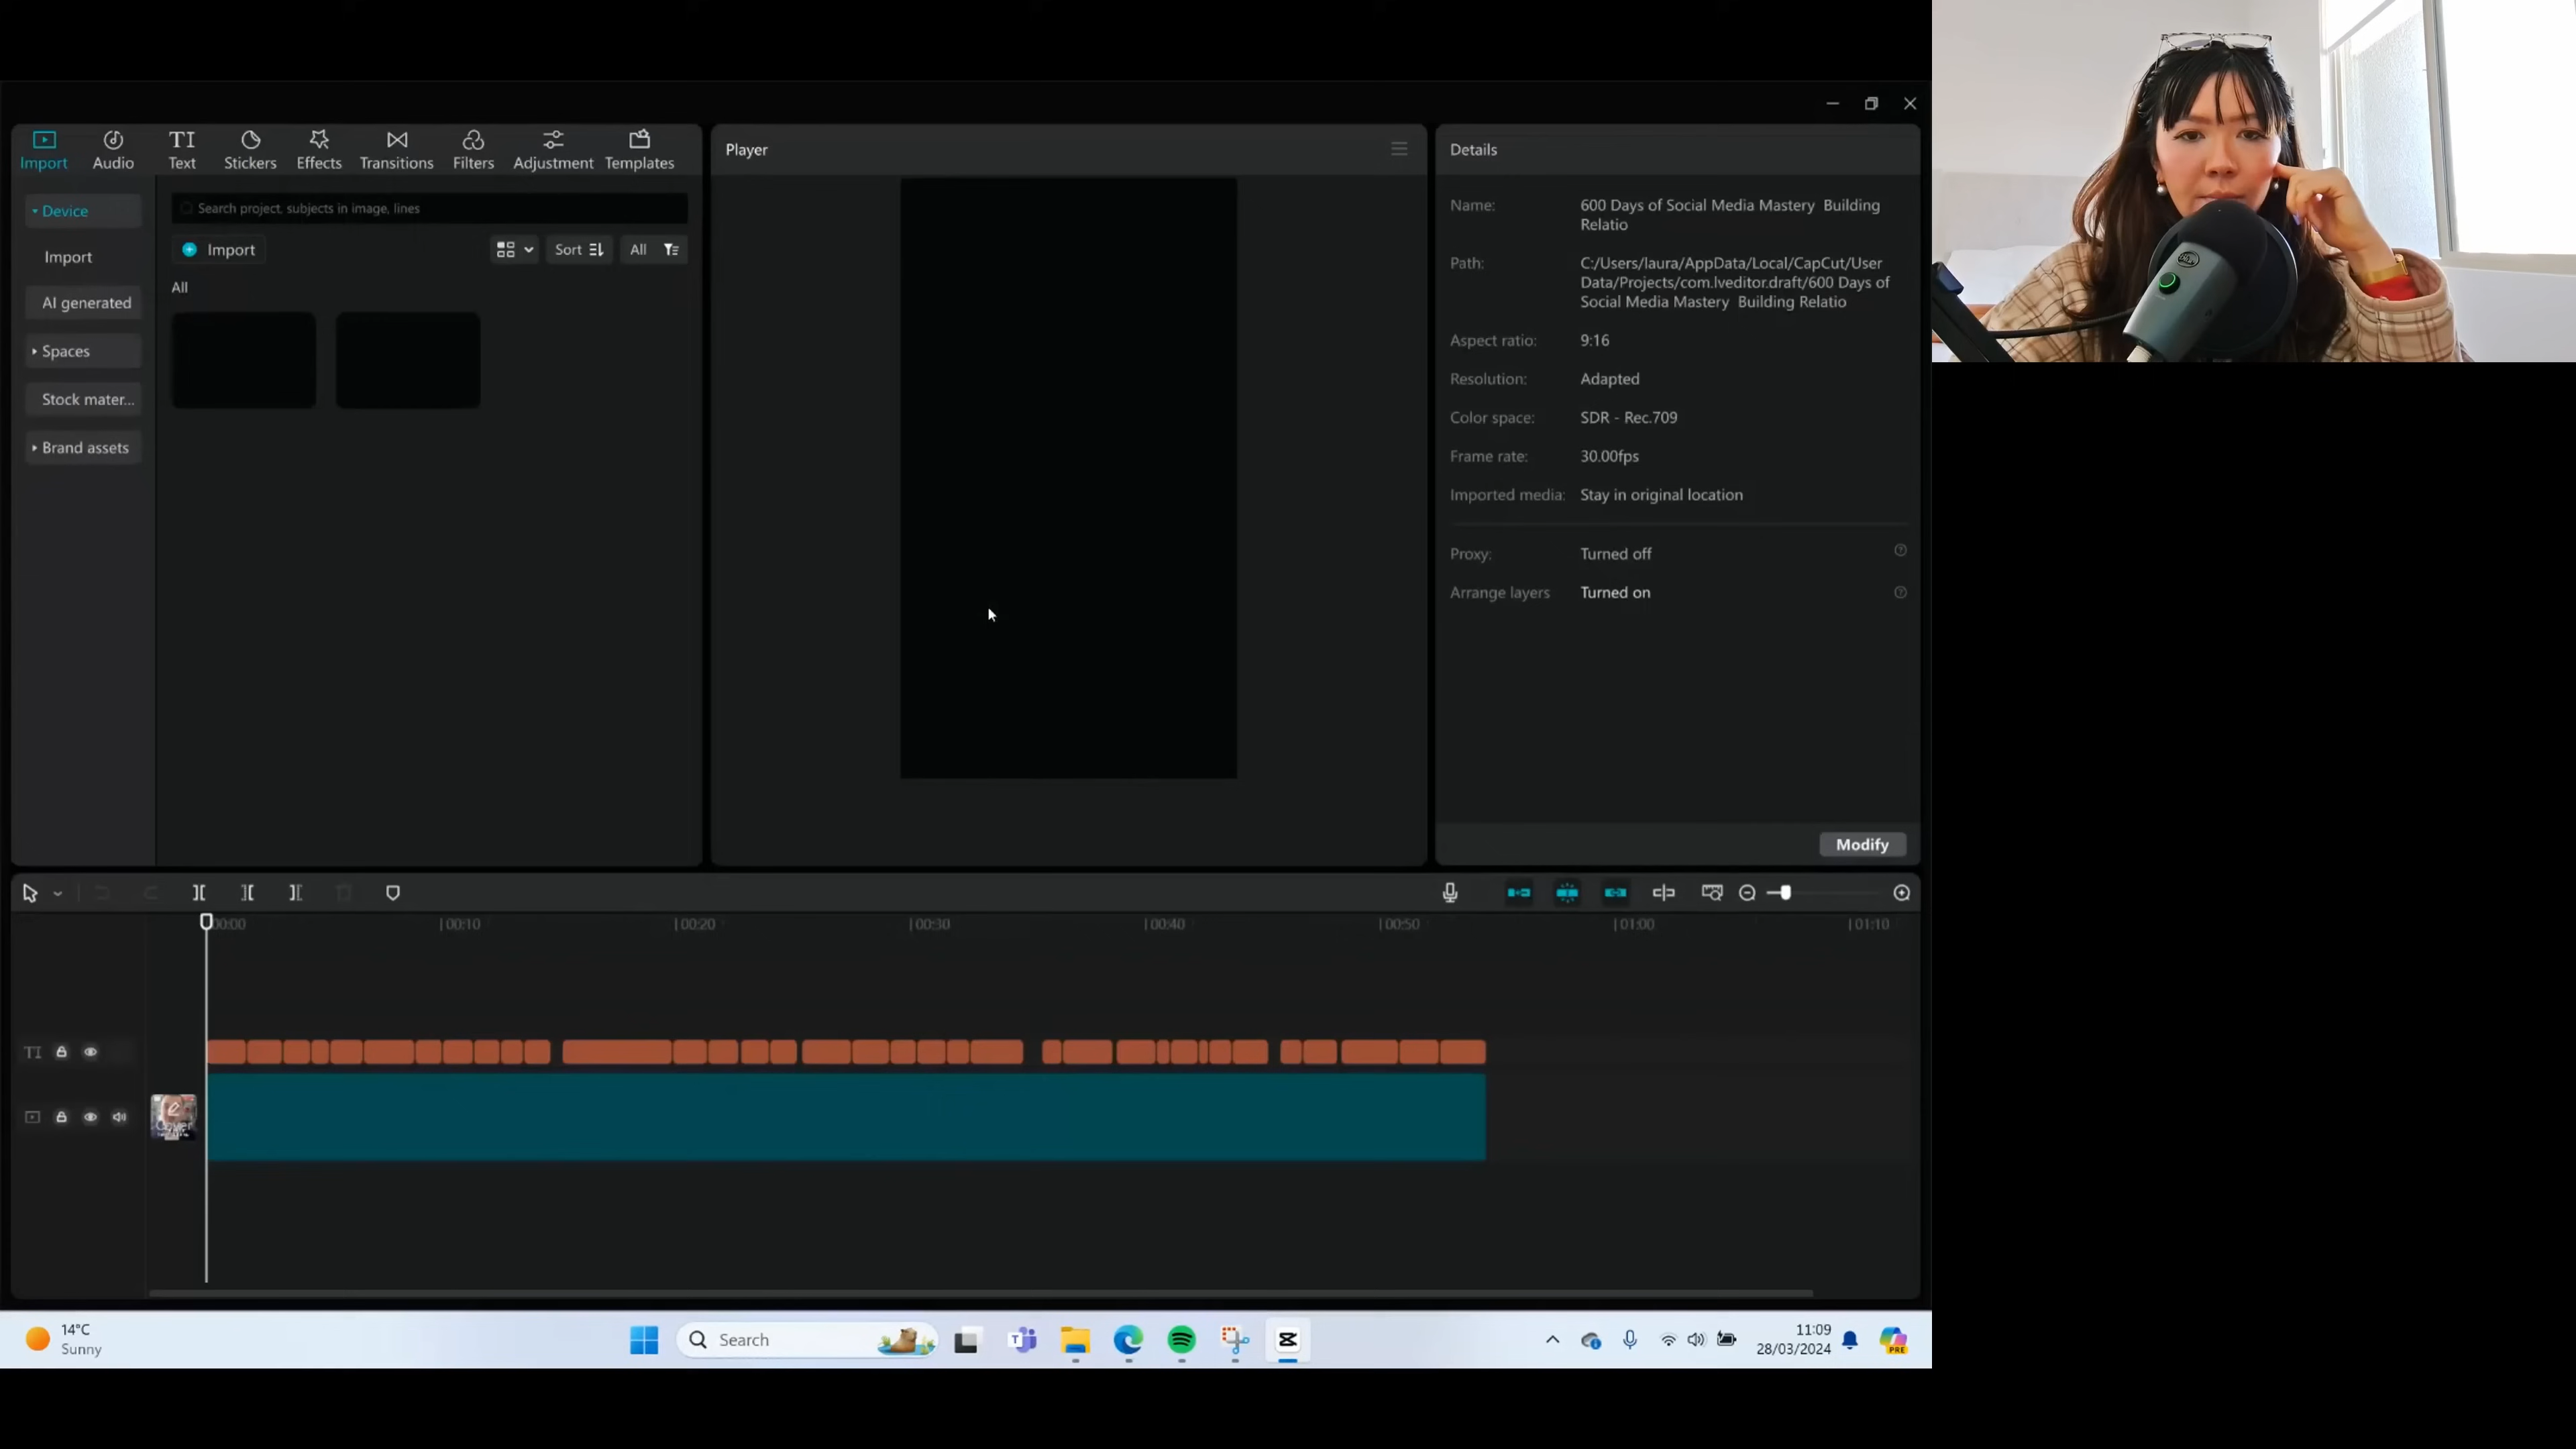 Import
Audio
Text
Stickers
Effects
Transitions
Filters
Adjustment
Templates
Device
Import
AI generated
Spaces
Stock mater...
Brand assets
Search project, subjects in image, lines
Import
Sort
All
All
Player
Details
Name:
600 Days of Social Media Mastery Building
Relatio
Path:
C:/Users/laura/AppData/Local/CapCut/User
Data/Projects/com.lveditor.draft/600 Days of
Social Media Mastery Building Relatio
Aspect ratio:
9:16
Resolution:
Adapted
Color space:
SDR - Rec.709
Frame rate:
30.00fps
Imported media:
Stay in original location
Proxy:
Turned off
Arrange layers
Turned on
Modify
00:00
00:10
00:20
00:30
00:40
00:50
01:00
01:10
TI
Cover
14°C
Sunny
Search
11:09
28/03/2024
PRE